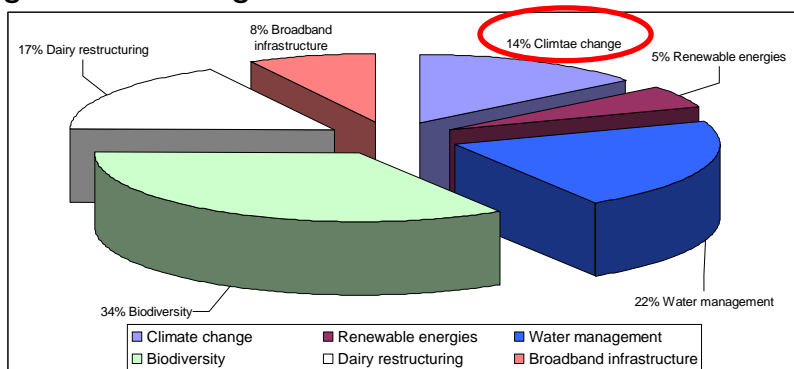 8% Broadband
infrastructure
17% Dairy restructuring
14% Climtae change
5% Renewable energies
34% Biodiversity
22% Water management
Climate change Renewable energies Water management
Biodiversity Dairy restructuring Broadband infrastructure